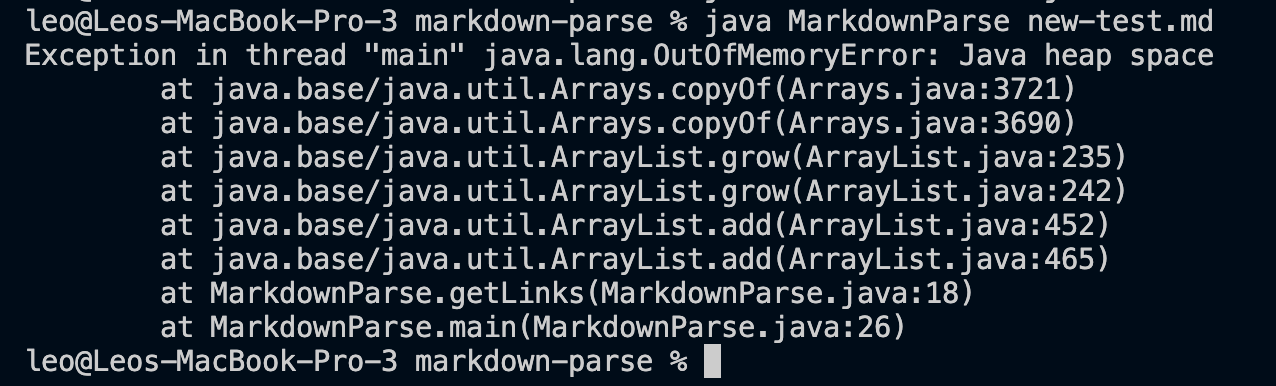 leo@Leos-MacBook-Pro-3 markdown-parse % java MarkdownParse new-test.md
Exception in thread "main" java.lang.OutOfMemoryError: Java heap space
        at java.base/java.util.Arrays.copyOf(Arrays.java:3721)
        at java.base/java.util.Arrays.copyOf(Arrays.java:3690)
        at java.base/java.util.ArrayList.grow(ArrayList.java:235)
        at java.base/java.util.ArrayList.grow(ArrayList.java:242)
        at java.base/java.util.ArrayList.add(ArrayList.java:452)
        at java.base/java.util.ArrayList.add(ArrayList.java:465)
        at MarkdownParse.getLinks(MarkdownParse.java:18)
        at MarkdownParse.main(MarkdownParse.java:26)
leo@Leos-MacBook-Pro-3 markdown-parse %